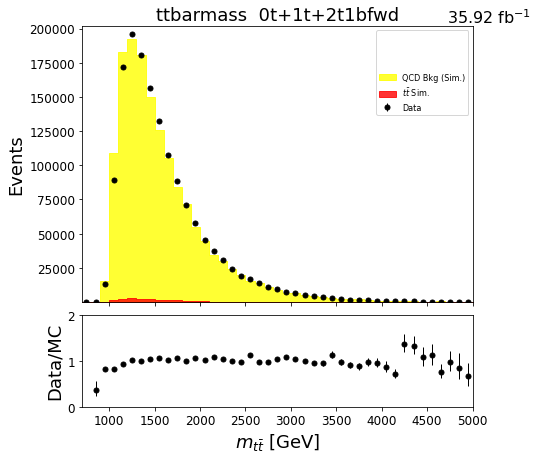 ttbarmass 0t+1t+2t1bfwd
35.92 fb⁻¹
200000
175000
150000
125000
100000
75000
50000
25000
Events
QCD Bkg (Sim.)
tt̄ Sim.
Data
2
1
0
Data/MC
1000 1500 2000 2500 3000 3500 4000 4500 5000
m_{tt̄} [GeV]